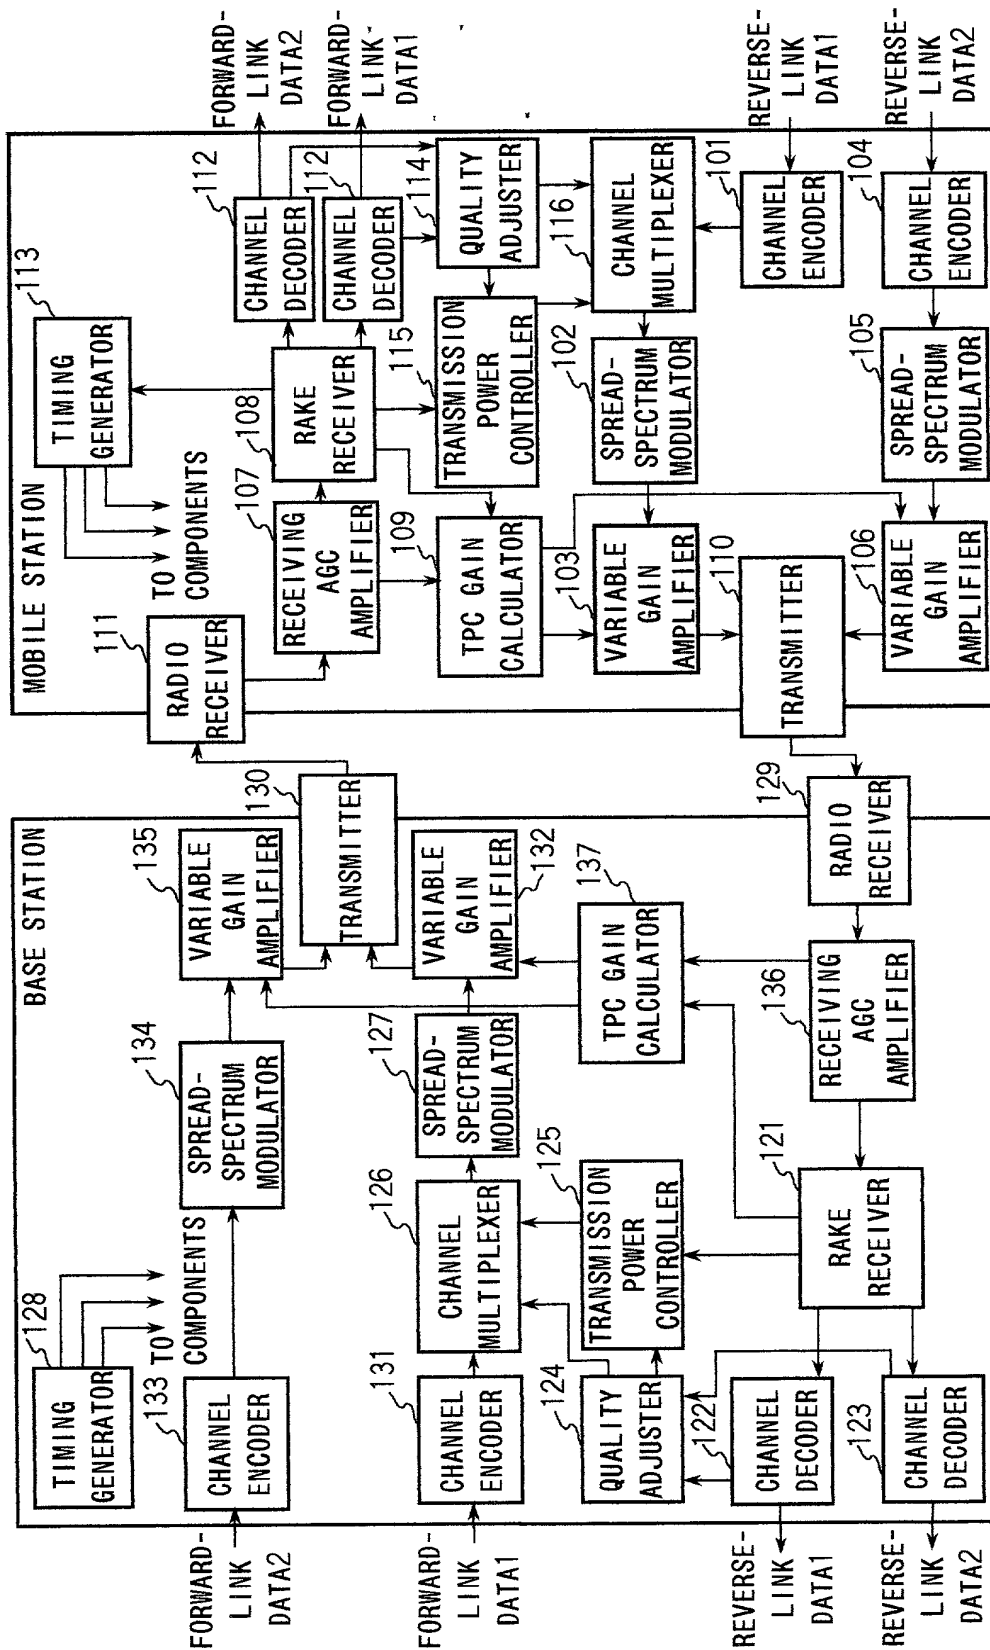 BASE STATION
TIMING
GENERATOR
128
TO
COMPONENTS
FORWARD-
LINK
DATA2
133
CHANNEL
ENCODER
134
SPREAD-
SPECTRUM
MODULATOR
135
VARIABLE
GAIN
AMPLIFIER
130
TRANSMITTER
FORWARD-
LINK
DATA1
131
CHANNEL
ENCODER
126
CHANNEL
MULTIPLEXER
127
SPREAD-
SPECTRUM
MODULATOR
132
VARIABLE
GAIN
AMPLIFIER
124
QUALITY
ADJUSTER
125
TRANSMISSION
POWER
CONTROLLER
137
TPC GAIN
CALCULATOR
REVERSE-
LINK
DATA1
122
CHANNEL
DECODER
REVERSE-
LINK
DATA2
123
CHANNEL
DECODER
121
RAKE
RECEIVER
136
RECEIVING
AGC
AMPLIFIER
129
RADIO
RECEIVER
MOBILE STATION
111
RADIO
RECEIVER
TO
COMPONENTS
113
TIMING
GENERATOR
107
RECEIVING
AGC
AMPLIFIER
108
RAKE
RECEIVER
112
CHANNEL
DECODER
FORWARD-
LINK
DATA2
112
CHANNEL
DECODER
FORWARD-
LINK-
DATA1
109
TPC GAIN
CALCULATOR
115
TRANSMISSION
POWER
CONTROLLER
114
QUALITY
ADJUSTER
103
VARIABLE
GAIN
AMPLIFIER
102
SPREAD-
SPECTRUM
MODULATOR
116
CHANNEL
MULTIPLEXER
110
TRANSMITTER
101
CHANNEL
ENCODER
REVERSE-
LINK
DATA1
106
VARIABLE
GAIN
AMPLIFIER
105
SPREAD-
SPECTRUM
MODULATOR
104
CHANNEL
ENCODER
REVERSE-
LINK
DATA2